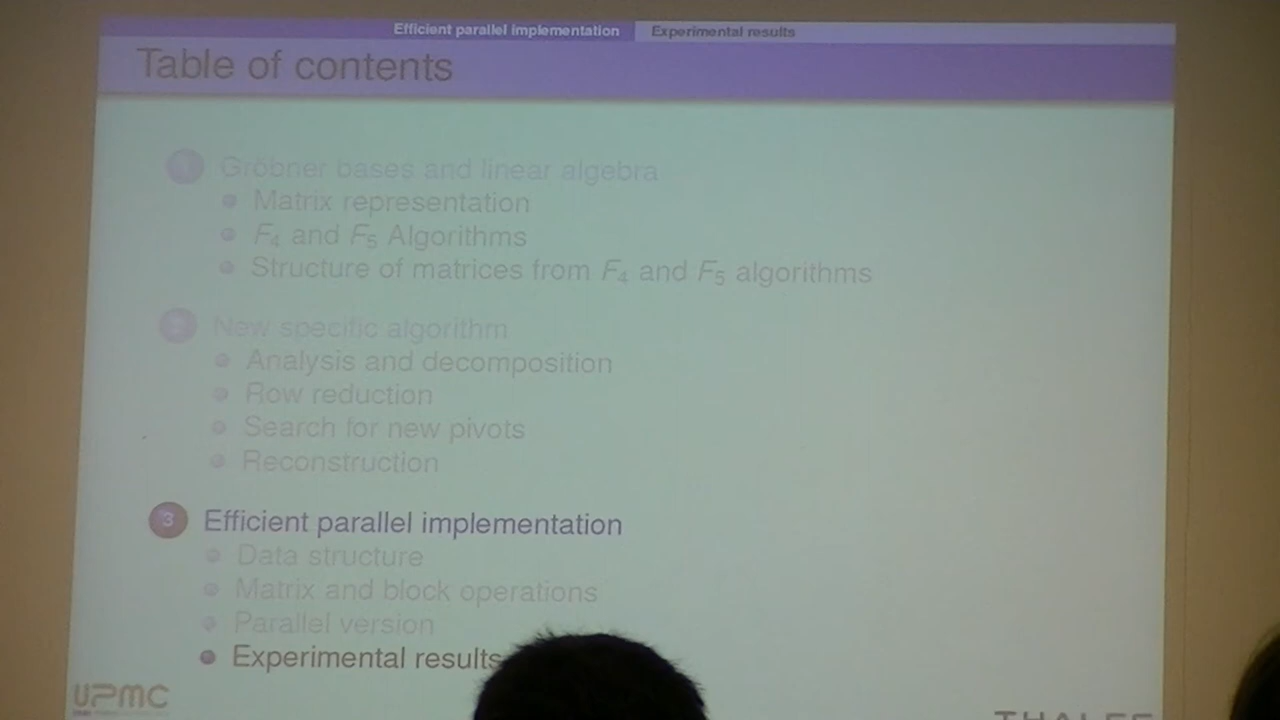 Efficient parallel implementation Experimental results
Table of contents
1 Gröbner bases and linear algebra
Matrix representation
F4 and F5 Algorithms
Structure of matrices from F4 and F5 algorithms
2 New specific algorithm
Analysis and decomposition
Row reduction
Search for new pivots
Reconstruction
3 Efficient parallel implementation
Data structure
Matrix and block operations
Parallel version
Experimental results
UPMC
THALES